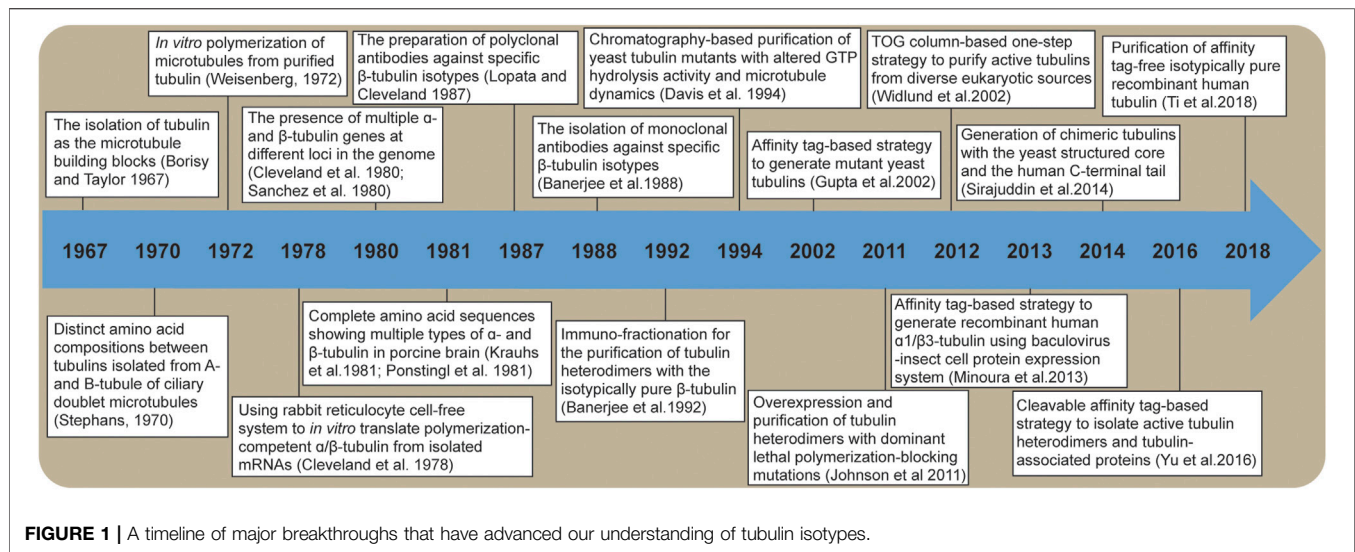 In vitro polymerization of
microtubules from purified
tubulin (Weisenberg, 1972)
The preparation of polyclonal
antibodies against specific
β-tubulin isotypes (Lopata and
Cleveland 1987)
Chromatography-based purification of
yeast tubulin mutants with altered GTP
hydrolysis activity and microtubule
dynamics (Davis et al. 1994)
TOG column-based one-step
strategy to purify active tubulins
from diverse eukaryotic sources
(Widlund et al.2002)
Purification of affinity
tag-free isotypically pure
recombinant human
tubulin (Ti et al.2018)
The isolation of tubulin
as the microtubule
building blocks (Borisy
and Taylor 1967)
The presence of multiple α-
and β-tubulin genes at
different loci in the genome
(Cleveland et al. 1980;
Sanchez et al. 1980)
The isolation of monoclonal
antibodies against specific
β-tubulin isotypes
(Banerjee et al.1988)
Affinity tag-based strategy
to generate mutant yeast
tubulins (Gupta et al.2002)
Generation of chimeric tubulins
with the yeast structured core
and the human C-terminal tail
(Sirajuddin et al.2014)
1967 1970 1972 1978 1980 1981 1987 1988 1992 1994 2002 2011 2012 2013 2014 2016 2018
Distinct amino acid
compositions between
tubulins isolated from A-
and B-tubule of ciliary
doublet microtubules
(Stephans, 1970)
Using rabbit reticulocyte cell-free
system to in vitro translate polymerization-
competent α/β-tubulin from isolated
mRNAs (Cleveland et al. 1978)
Complete amino acid sequences
showing multiple types of α- and
β-tubulin in porcine brain (Krauhs
et al.1981; Ponstingl et al. 1981)
Immuno-fractionation for
the purification of tubulin
heterodimers with the
isotypically pure β-tubulin
(Banerjee et al.1992)
Overexpression and
purification of tubulin
heterodimers with dominant
lethal polymerization-blocking
mutations (Johnson et al 2011)
Affinity tag-based strategy to
generate recombinant human
α1/β3-tubulin using baculovirus
-insect cell protein expression
system (Minoura et al.2013)
Cleavable affinity tag-based
strategy to isolate active tubulin
heterodimers and tubulin-
associated proteins (Yu et al.2016)
FIGURE 1 | A timeline of major breakthroughs that have advanced our understanding of tubulin isotypes.